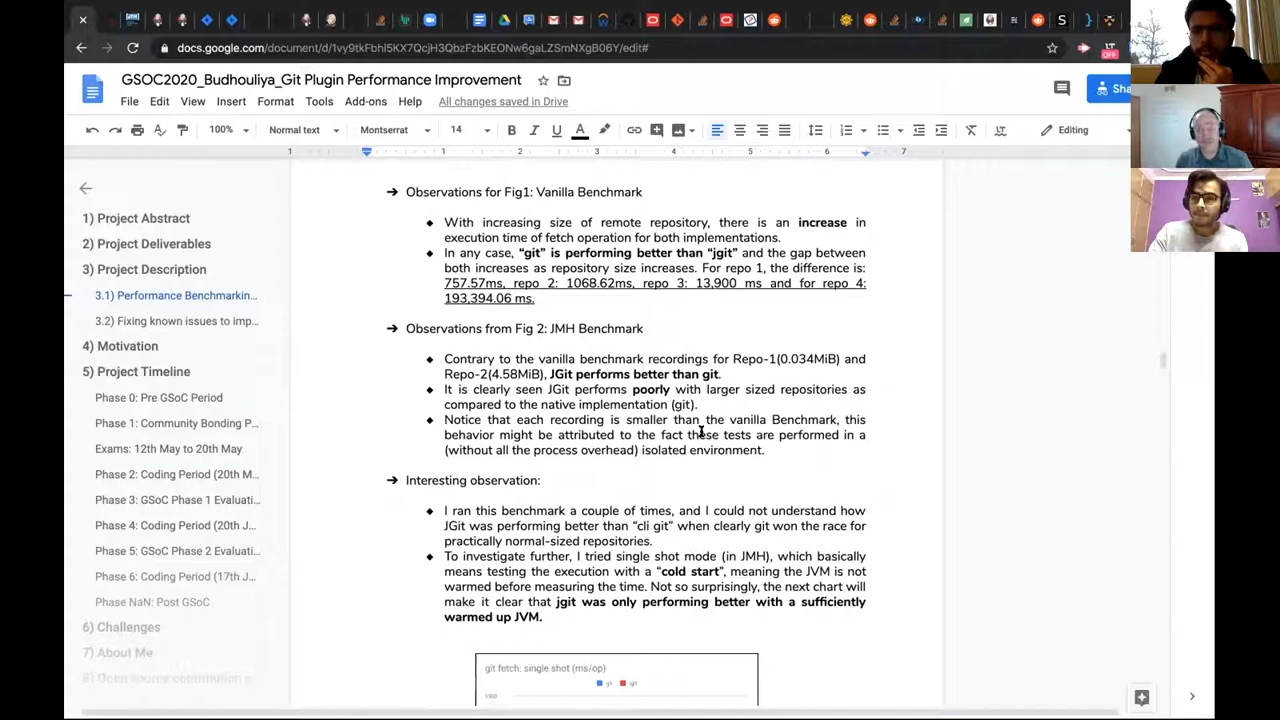 docs.google.com/document/d/1vy9tkFbhl5KX7QcjH3QbzFzbKEONw6gaLZSmNXgB06Y/edit#
LT
OFF
GSOC2020_Budhouliya_Git Plugin Performance Improvement
File Edit View Insert Format Tools Add-ons Help All changes saved in Drive
Sha
100% Normal text Montserrat 14 B I U A Editing
1 1 2 3 4 5 6 7
1) Project Abstract
2) Project Deliverables
3) Project Description
3.1) Performance Benchmarkin...
3.2) Fixing known issues to imp...
4) Motivation
5) Project Timeline
Phase 0: Pre GSoC Period
Phase 1: Community Bonding P...
Exams: 12th May to 20th May
Phase 2: Coding Period (20th M...
Phase 3: GSoC Phase 1 Evaluati...
Phase 4: Coding Period (20th J...
Phase 5: GSoC Phase 2 Evaluati...
Phase 6: Coding Period (17th J...
Phase NaN: Post GSoC
6) Challenges
7) About Me
8) Open source contribution s
➔ Observations for Fig1: Vanilla Benchmark
◆ With increasing size of remote repository, there is an increase in
execution time of fetch operation for both implementations.
◆ In any case, “git” is performing better than “jgit” and the gap between
both increases as repository size increases. For repo 1, the difference is:
757.57ms, repo 2: 1068.62ms, repo 3: 13,900 ms and for repo 4:
193,394.06 ms.
➔ Observations from Fig 2: JMH Benchmark
◆ Contrary to the vanilla benchmark recordings for Repo-1(0.034MiB) and
Repo-2(4.58MiB), JGit performs better than git.
◆ It is clearly seen JGit performs poorly with larger sized repositories as
compared to the native implementation (git).
◆ Notice that each recording is smaller than the vanilla Benchmark, this
behavior might be attributed to the fact these tests are performed in a
(without all the process overhead) isolated environment.
➔ Interesting observation:
◆ I ran this benchmark a couple of times, and I could not understand how
JGit was performing better than “cli git” when clearly git won the race for
practically normal-sized repositories.
◆ To investigate further, I tried single shot mode (in JMH), which basically
means testing the execution with a “cold start”, meaning the JVM is not
warmed before measuring the time. Not so surprisingly, the next chart will
make it clear that jgit was only performing better with a sufficiently
warmed up JVM.
git fetch: single shot (ms/op)
git jgit